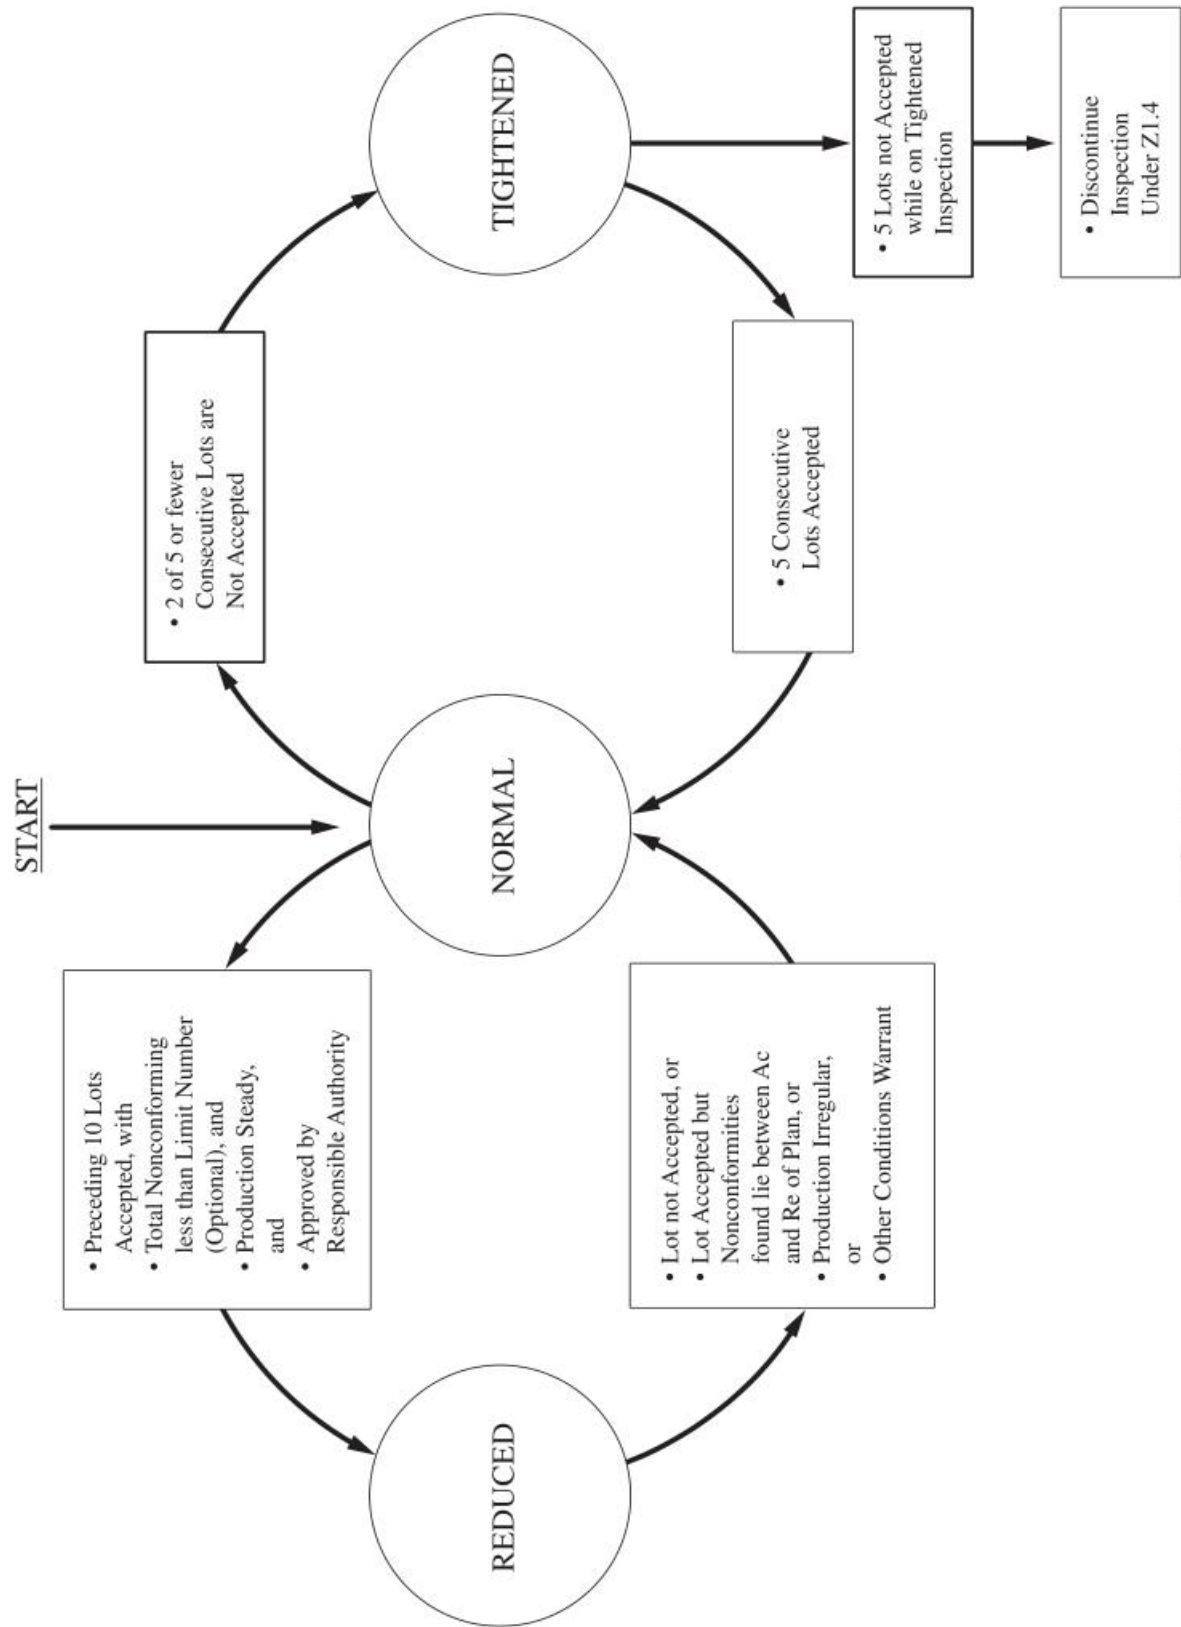 START
• Preceding 10 Lots
Accepted, with
• Total Nonconforming
less than Limit Number
(Optional), and
• Production Steady,
and
• Approved by
Responsible Authority
• 2 of 5 or fewer
Consecutive Lots are
Not Accepted
REDUCED
NORMAL
TIGHTENED
• Lot not Accepted, or
• Lot Accepted but
Nonconformities
found lie between Ac
and Re of Plan, or
• Production Irregular,
or
• Other Conditions Warrant
• 5 Consecutive
Lots Accepted
• 5 Lots not Accepted
while on Tightened
Inspection
• Discontinue
Inspection
Under Z1.4